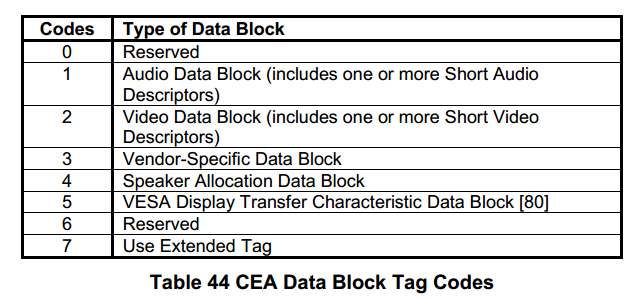 Codes Type of Data Block
0 Reserved
1 Audio Data Block (includes one or more Short Audio
Descriptors)
2 Video Data Block (includes one or more Short Video
Descriptors)
3 Vendor-Specific Data Block
4 Speaker Allocation Data Block
5 VESA Display Transfer Characteristic Data Block [80]
6 Reserved
7 Use Extended Tag
Table 44 CEA Data Block Tag Codes